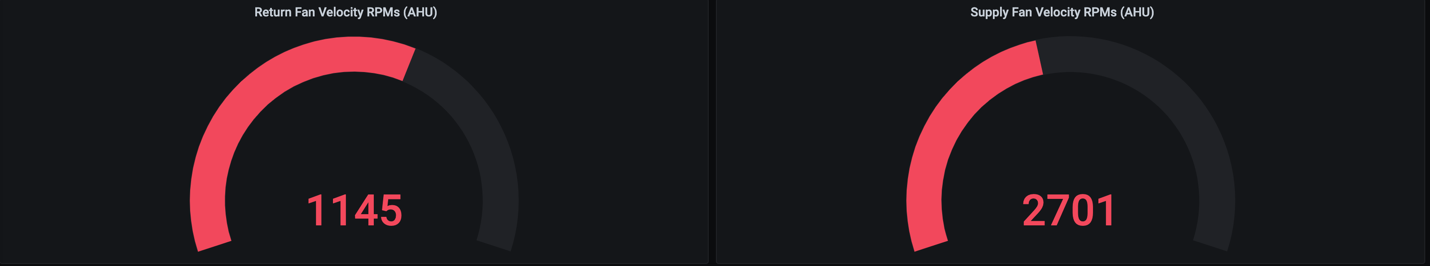 Return Fan Velocity RPMs (AHU)
1145
Supply Fan Velocity RPMs (AHU)
2701